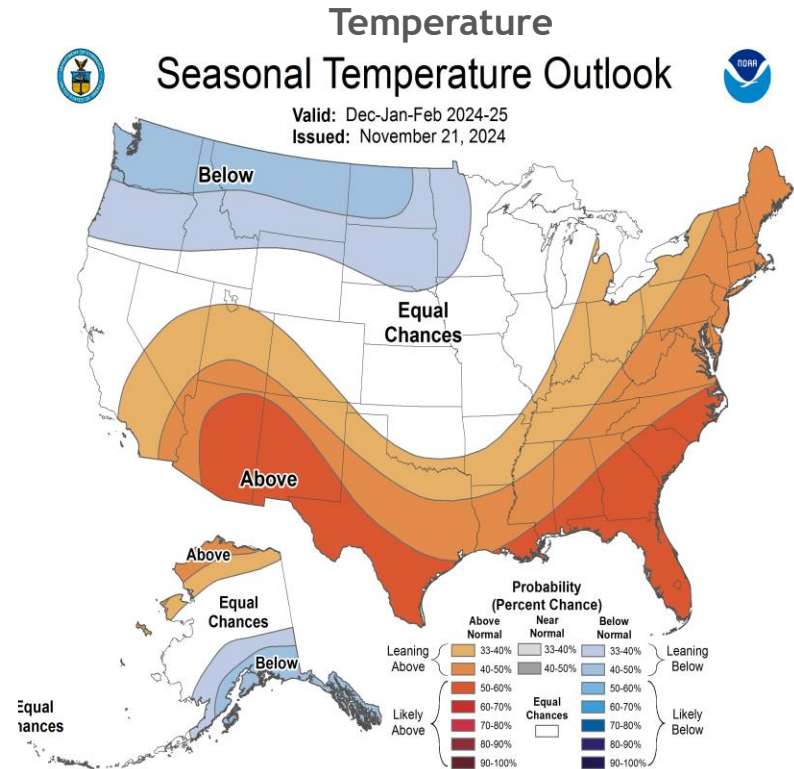 Temperature
Seasonal Temperature Outlook
NOAA
Valid: Dec-Jan-Feb 2024-25
Issued: November 21, 2024
Below
Equal
Chances
Above
Above
Equal
Chances
Below
Equal
hances
Probability
(Percent Chance)
Above
Normal
Near
Normal
Below
Normal
Leaning
Above
33-40%
33-40%
33-40%
Leaning
Below
40-50%
40-50%
40-50%
Likely
Above
50-60%
50-60%
60-70%
Equal
Chances
60-70%
Likely
Below
70-80%
70-80%
80-90%
80-90%
90-100%
90-100%